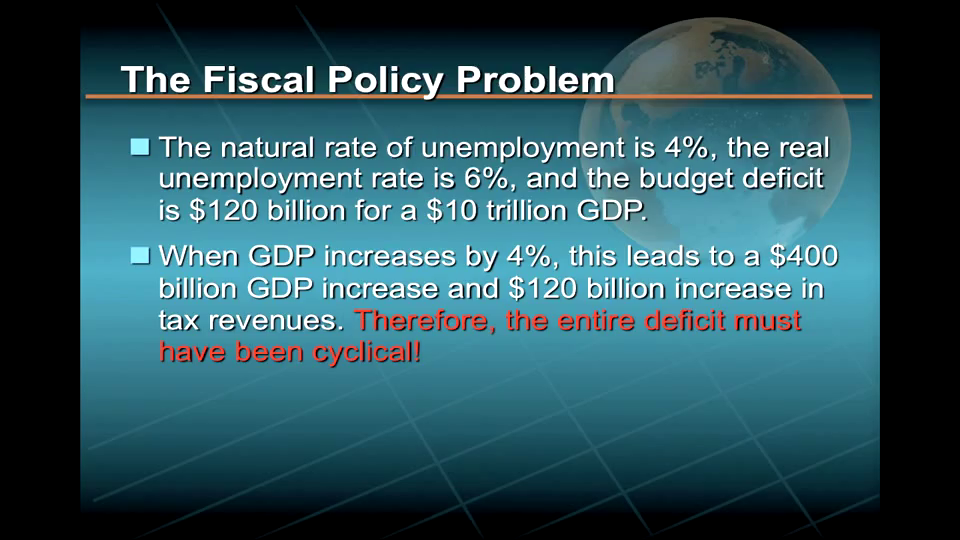 The Fiscal Policy Problem
The natural rate of unemployment is 4%, the real
unemployment rate is 6%, and the budget deficit
is $120 billion for a $10 trillion GDP.
When GDP increases by 4%, this leads to a $400
billion GDP increase and $120 billion increase in
tax revenues. Therefore, the entire deficit must
have been cyclical!